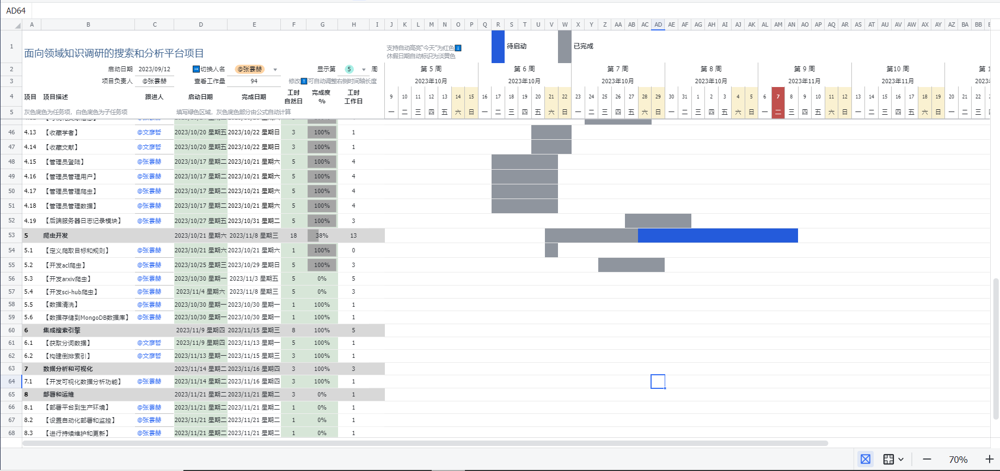 AD64
A B C D E F G H I J K L M N O P Q R S T U V W X Y Z AA AB AC AD AE AF AG AH AI AJ AK AL AM AN AO AP AQ AR AS AT AU AV AW AX AY AZ BA BB
1 面向领域知识调研的搜索和分析平台项目 支持自动高亮“今天”为红色⬇ 待启动 已完成
休假日期自动标识为淡黄色
2 启动日期 2023/09/12 ➡切换人名 @张霖赫 显示第 5 周 第 5 周 第 6 周 第 7 周 第 8 周 第 9 周 第10 周 第 1
3 项目负责人 @张霖赫 查看工作量 94 修改⬆可自动调整右侧时间轴长度 2023年10月 2023年10月 2023年10月 2023年10月 2023年11月 2023年11月 2023
4 项目 项目描述 跟进人 启动日期 完成日期 工时 自然日 完成度 % 工时 工作日 9 10 11 12 13 14 15 16 17 18 19 20 21 22 23 24 25 26 27 28 29 30 31 1 2 3 4 5 6 7 8 9 10 11 12 13 14 15 16 17 18 19 20 21 22
5 灰色底色为任务项，白色底色为子任务项 填写绿色区域，灰色底色部分由公式自动计算 一 二 三 四 五 六 日 一 二 三 四 五 六 日 一 二 三 四 五 六 日 一 二 三 四 五 六 日 一 二 三 四 五 六 日 一 二 三 四 五 六 日 一 二 三 四
46 4.13 【收藏学者】 @文彦哲 2023/10/20 星期五 2023/10/22 星期日 3 100% 1
47 4.14 【收藏文献】 @文彦哲 2023/10/20 星期五 2023/10/22 星期日 3 100% 1
48 4.15 【管理员登陆】 @张霖赫 2023/10/17 星期二 2023/10/21 星期六 5 100% 4
49 4.16 【管理员管理用户】 @张霖赫 2023/10/17 星期二 2023/10/21 星期六 5 100% 4
50 4.17 【管理员管理爬虫】 @张霖赫 2023/10/17 星期二 2023/10/21 星期六 5 100% 4
51 4.18 【管理员管理数据】 @张霖赫 2023/10/17 星期二 2023/10/21 星期六 5 100% 4
52 4.19 【后端服务器日志记录模块】 @张霖赫 2023/10/27 星期五 2023/10/31 星期二 5 100% 3
53 5 爬虫开发 2023/10/21 星期六 2023/11/8 星期三 18 38% 13
54 5.1 【定义爬取目标和规则】 @张霖赫 2023/10/21 星期六 2023/10/21 星期六 1 100% 0
55 5.2 【开发acl爬虫】 @张霖赫 2023/10/25 星期三 2023/10/29 星期日 5 100% 3
56 5.3 【开发arxiv爬虫】 @张霖赫 2023/10/30 星期一 2023/11/3 星期五 5 0% 5
57 5.4 【开发sci-hub爬虫】 @张霖赫 2023/11/4 星期六 2023/11/8 星期三 5 0% 3
58 5.5 【数据清洗】 @张霖赫 2023/10/30 星期一 2023/10/30 星期一 1 100% 1
59 5.6 【数据存储到MongoDB数据库】 @张霖赫 2023/10/30 星期一 2023/10/30 星期一 1 100% 1
60 6 集成搜索引擎 2023/11/9 星期四 2023/11/15 星期三 8 100% 5
61 6.1 【获取分词数据】 @文彦哲 2023/11/9 星期四 2023/11/13 星期一 5 100% 1
62 6.2 【构建倒排索引】 @文彦哲 2023/11/13 星期一 2023/11/15 星期三 3 100% 1
63 7 数据分析和可视化 2023/11/14 星期二 2023/11/16 星期四 3 100% 3
64 7.1 【开发可视化数据分析功能】 @张霖赫 2023/11/14 星期二 2023/11/16 星期四 3 100% 1
65 8 部署和运维 2023/11/21 星期二 2023/11/21 星期二 3 0% 1
66 8.1 【部署平台到生产环境】 @张霖赫 2023/11/21 星期二 2023/11/21 星期二 1 0% 1
67 8.2 【设置自动化部署和监控】 @张霖赫 2023/11/21 星期二 2023/11/21 星期二 1 0% 1
68 8.3 【进行持续维护和更新】 @张霖赫 2023/11/21 星期二 2023/11/21 星期二 1 0% 1
70%